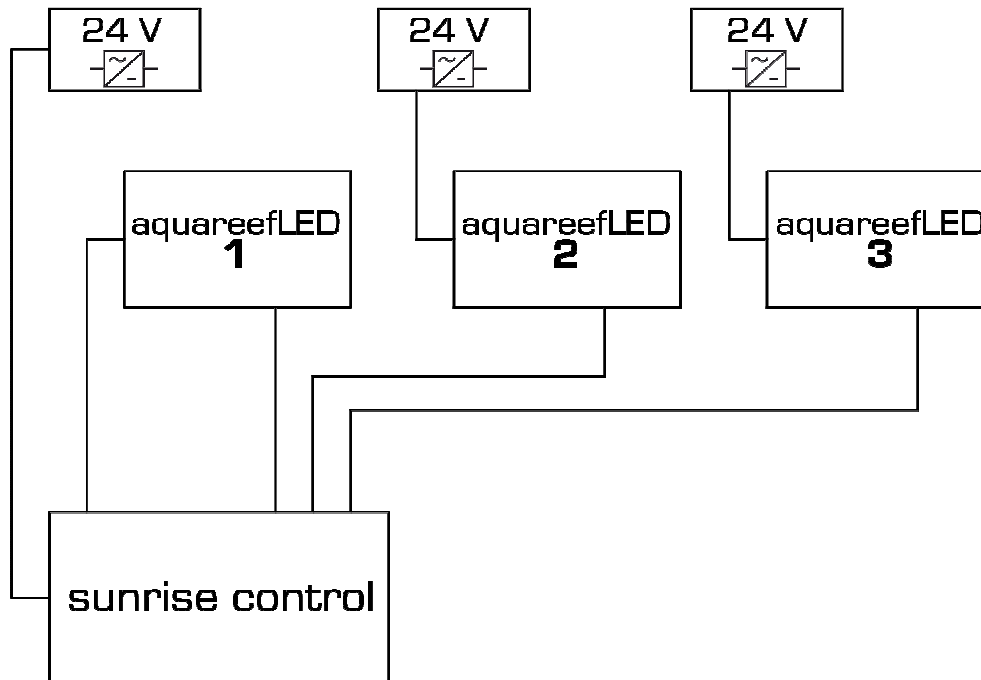 24 V
24 V
24 V
~
-
~
-
~
-
aquareefLED
1
aquareefLED
2
aquareefLED
3
sunrise control